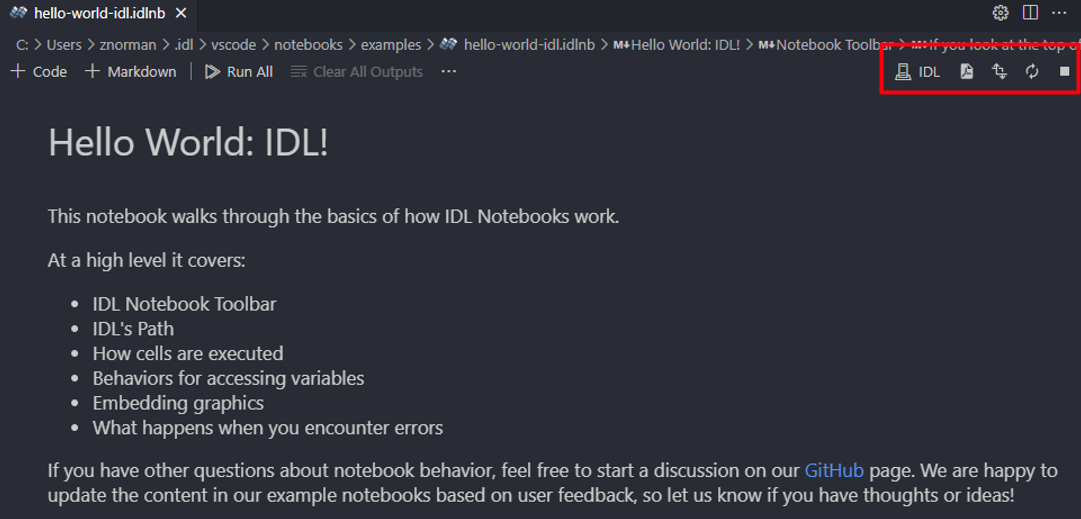 hello-world-idl.idlnb
C: > Users > znorman > .idl > vscode > notebooks > examples > hello-world-idl.idlnb > M↓Hello World: IDL! > M↓Notebook Toolbar > M↓If you look at the top of
+ Code + Markdown Run All Clear All Outputs ... IDL
Hello World: IDL!
This notebook walks through the basics of how IDL Notebooks work.
At a high level it covers:
• IDL Notebook Toolbar
• IDL's Path
• How cells are executed
• Behaviors for accessing variables
• Embedding graphics
• What happens when you encounter errors
If you have other questions about notebook behavior, feel free to start a discussion on our GitHub page. We are happy to
update the content in our example notebooks based on user feedback, so let us know if you have thoughts or ideas!